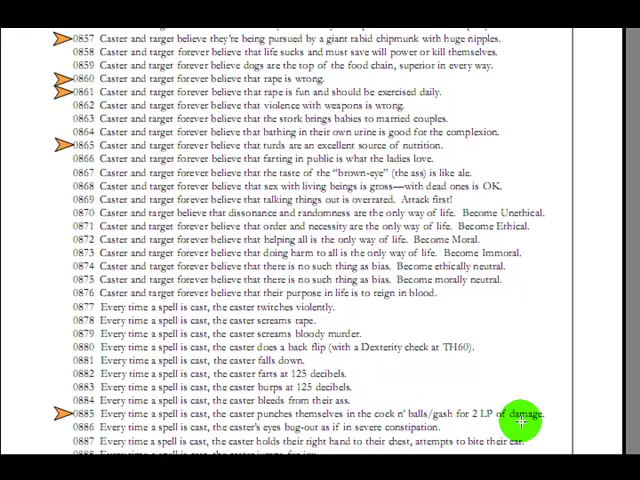 0857 Caster and target believe they're being pursued by a giant rabid chipmunk with huge nipples.
0858 Caster and target forever believe that life sucks and must save will power or kill themselves.
0859 Caster and target forever believe dogs are the top of the food chain, superior in every way.
0860 Caster and target forever believe that rape is wrong.
0861 Caster and target forever believe that rape is fun and should be exercised daily.
0862 Caster and target forever believe that violence with weapons is wrong.
0863 Caster and target forever believe that the stork brings babies to married couples.
0864 Caster and target forever believe that bathing in their own urine is good for the complexion.
0865 Caster and target forever believe that turds are an excellent source of nutrition.
0866 Caster and target forever believe that farting in public is what the ladies love.
0867 Caster and target forever believe that the taste of the “brown-eye” (the ass) is like ale.
0868 Caster and target forever believe that sex with living beings is gross—with dead ones is OK.
0869 Caster and target forever believe that talking things out is overrated. Attack first!
0870 Caster and target believe that dissonance and randomness are the only way of life. Become Unethical.
0871 Caster and target forever believe that order and necessity are the only way of life. Become Ethical.
0872 Caster and target forever believe that helping all is the only way of life. Become Moral.
0873 Caster and target forever believe that doing harm to all is the only way of life. Become Immoral.
0874 Caster and target forever believe that there is no such thing as bias. Become ethically neutral.
0875 Caster and target forever believe that there is no such thing as bias. Become morally neutral.
0876 Caster and target forever believe that their purpose in life is to reign in blood.
0877 Every time a spell is cast, the caster twitches violently.
0878 Every time a spell is cast, the caster screams rape.
0879 Every time a spell is cast, the caster screams bloody murder.
0880 Every time a spell is cast, the caster does a back flip (with a Dexterity check at TH60).
0881 Every time a spell is cast, the caster falls down.
0882 Every time a spell is cast, the caster farts at 125 decibels.
0883 Every time a spell is cast, the caster burps at 125 decibels.
0884 Every time a spell is cast, the caster bleeds from their ass.
0885 Every time a spell is cast, the caster punches themselves in the cock n' balls/gash for 2 LP of damage.
0886 Every time a spell is cast, the caster's eyes bug-out as if in severe constipation.
0887 Every time a spell is cast, the caster holds their right hand to their chest, attempts to bite their ear.